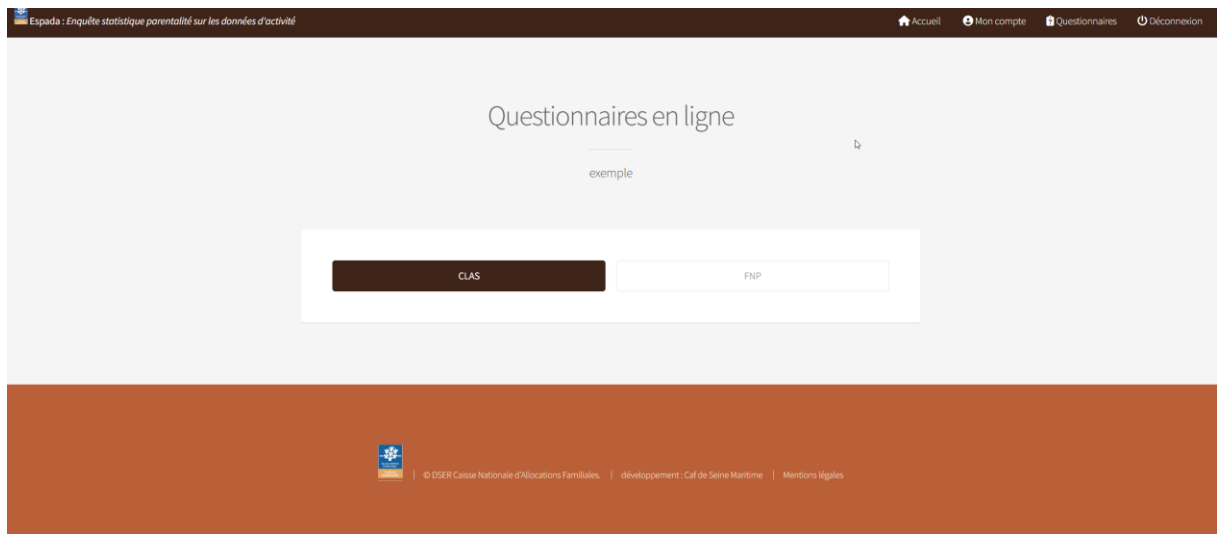 Espada : Enquête statistique parentalité sur les données d'activité
Accueil
Mon compte
Questionnaires
Déconnexion
Questionnaires en ligne
exemple
CLAS
FNP
| © DSER Caisse Nationale d'Allocations Familiales. | développement : Caf de Seine Maritime | Mentions légales